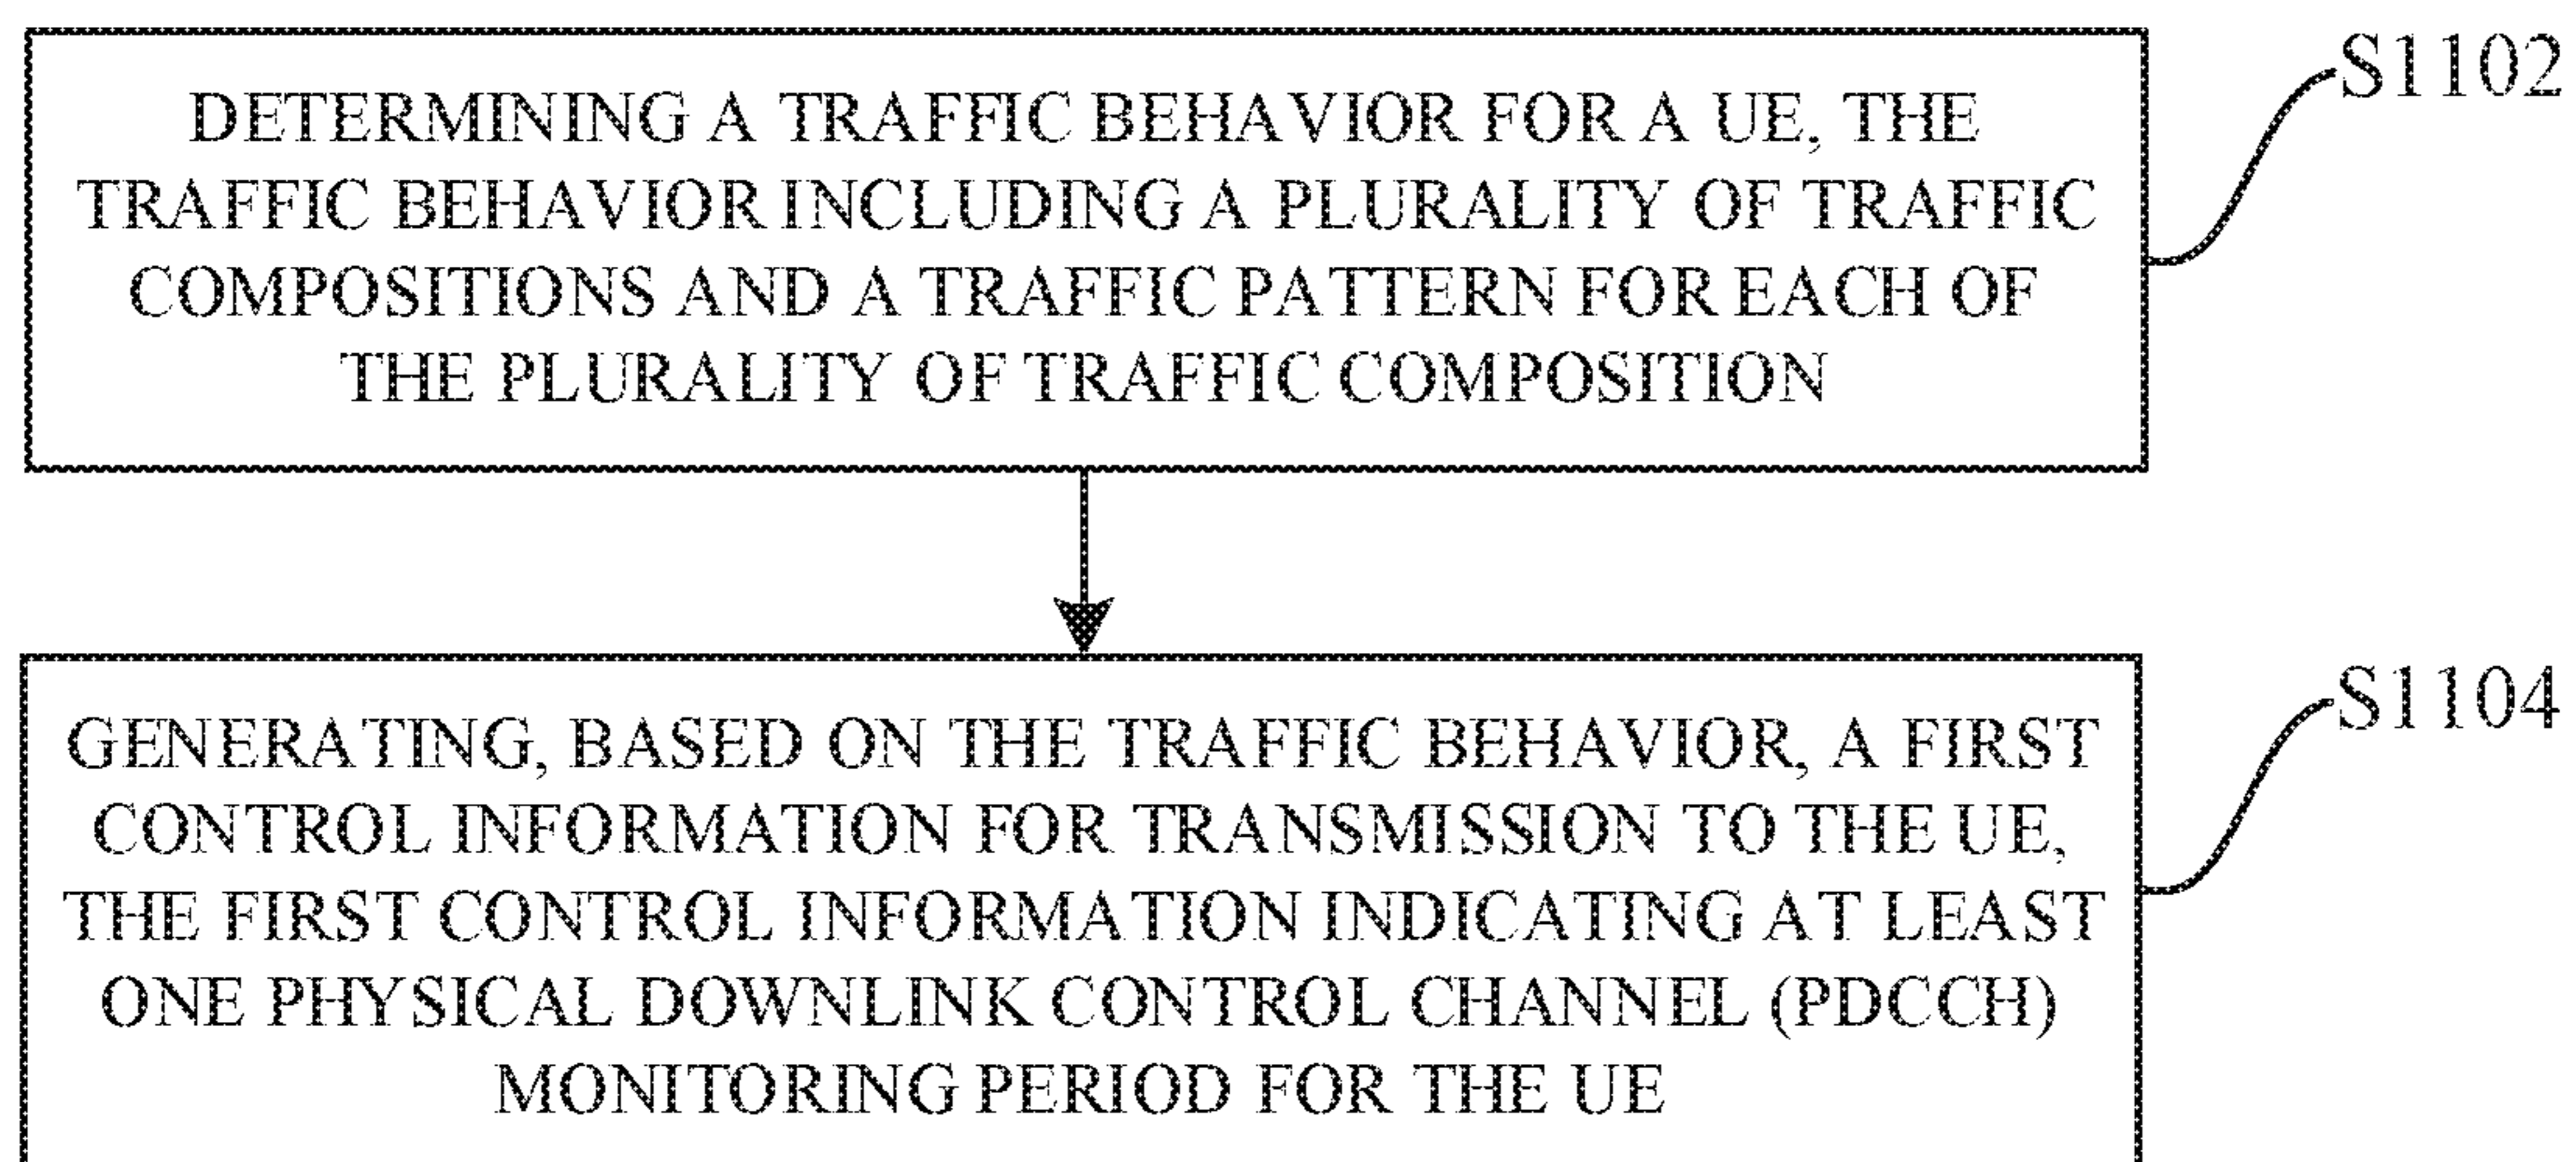 DETERMINING A TRAFFIC BEHAVIOR FOR A UE, THE
TRAFFIC BEHAVIOR INCLUDING A PLURALITY OF TRAFFIC
COMPOSITIONS AND A TRAFFIC PATTERN FOR EACH OF
THE PLURALITY OF TRAFFIC COMPOSITION
S1102
GENERATING, BASED ON THE TRAFFIC BEHAVIOR, A FIRST
CONTROL INFORMATION FOR TRANSMISSION TO THE UE,
THE FIRST CONTROL INFORMATION INDICATING AT LEAST
ONE PHYSICAL DOWNLINK CONTROL CHANNEL (PDCCH)
MONITORING PERIOD FOR THE UE
S1104